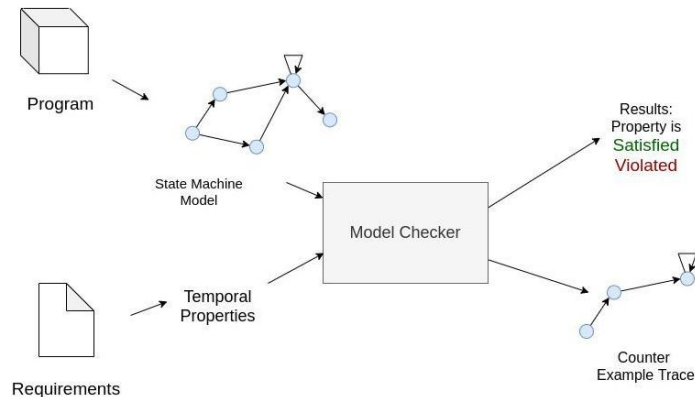 Program
State Machine
Model
Requirements
Temporal
Properties
Model Checker
Results:
Property is
Satisfied
Violated
Counter
Example Trace